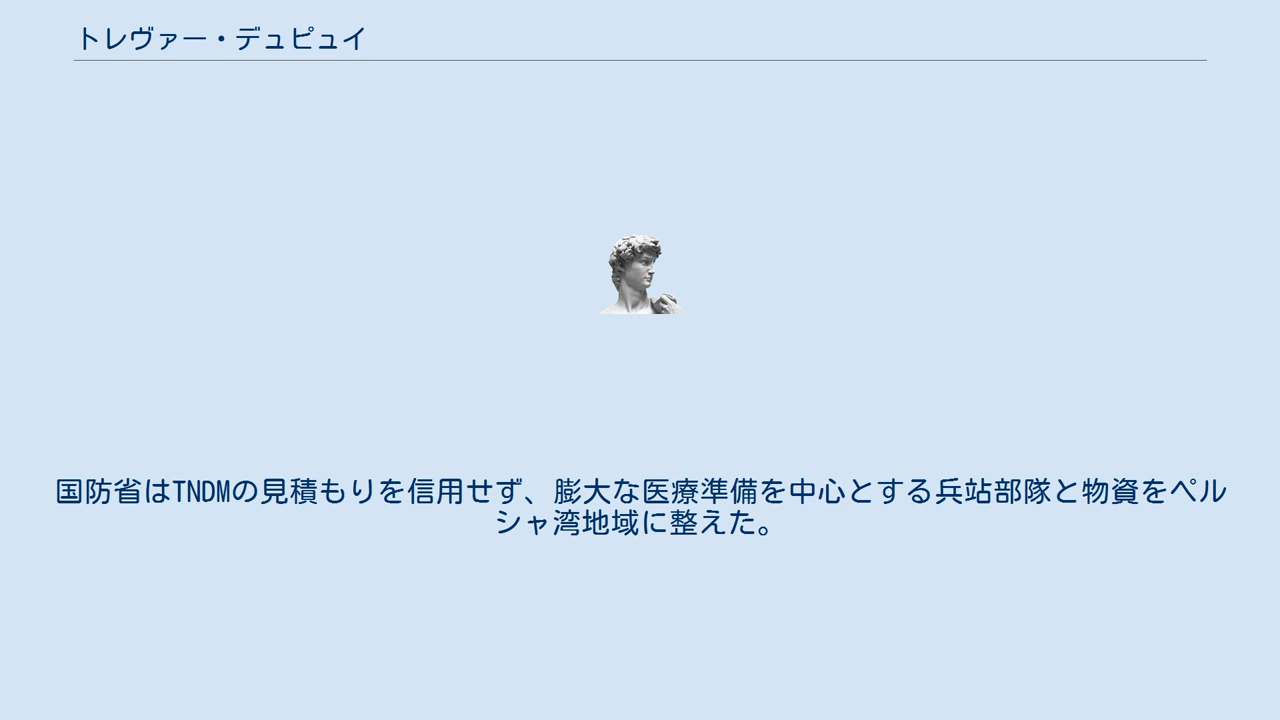 トレヴァー・デュピュイ
国防省はTNDMの見積もりを信用せず、膨大な医療準備を中心とする兵站部隊と物資をペル
シャ湾地域に整えた。